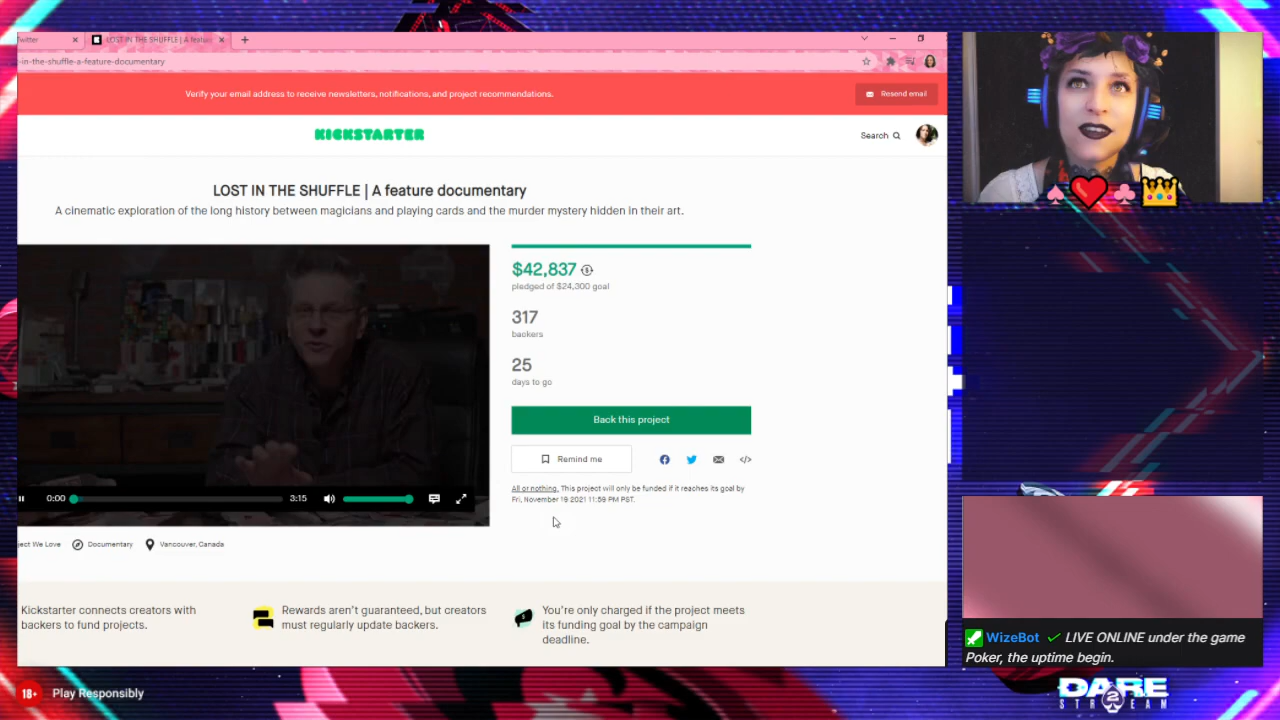 Twitter
LOST IN THE SHUFFLE | A featu
-in-the-shuffle-a-feature-documentary
Verify your email address to receive newsletters, notifications, and project recommendations.
Resend email
KICKSTARTER
Search
LOST IN THE SHUFFLE | A feature documentary
A cinematic exploration of the long history between magicians and playing cards and the murder mystery hidden in their art.
$42,837
pledged of $24,300 goal
317
backers
25
days to go
Back this project
Remind me
All or nothing. This project will only be funded if it reaches its goal by
Fri, November 19 2021 11:59 PM PST.
0:00
3:15
ject We Love
Documentary
Vancouver, Canada
Kickstarter connects creators with
backers to fund projects.
Rewards aren't guaranteed, but creators
must regularly update backers.
You're only charged if the project meets
its funding goal by the campaign
deadline.
WizeBot LIVE ONLINE under the game
Poker, the uptime begin.
18+ Play Responsibly
DARE
2
STREAM